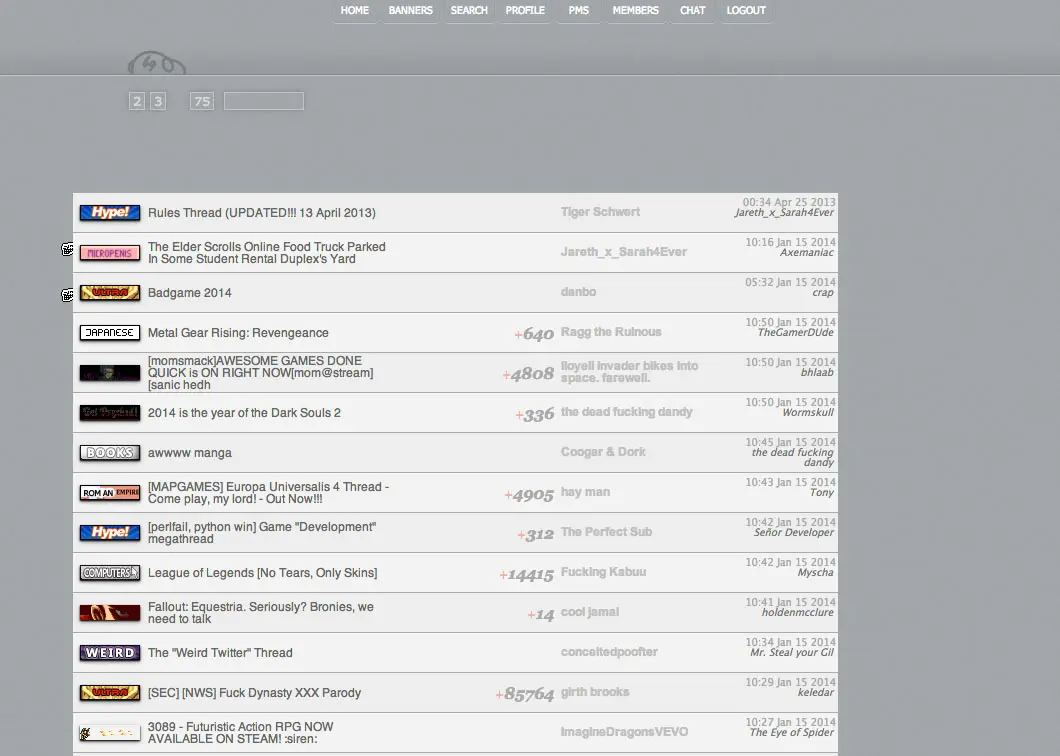 HOME BANNERS SEARCH PROFILE PMS MEMBERS CHAT LOGOUT
2 3 75
Hype! Rules Thread (UPDATED!!! 13 April 2013) Tiger Schwert 00:34 Apr 25 2013
Jareth_x_Sarah4Ever
MICROPENIS The Elder Scrolls Online Food Truck Parked
In Some Student Rental Duplex's Yard Jareth_x_Sarah4Ever 10:16 Jan 15 2014
Axemaniac
ULTRA Badgame 2014 danbo 05:32 Jan 15 2014
crap
JAPANESE Metal Gear Rising: Revengeance +640 Ragg the Ruinous 10:50 Jan 15 2014
TheGamerDUde
[momsmack]AWESOME GAMES DONE
QUICK is ON RIGHT NOW[mom@stream]
[sanic hedh +4808 lloyell invader bikes into
space. farewell. 10:50 Jan 15 2014
bhlaab
Get Psyched! 2014 is the year of the Dark Souls 2 +336 the dead fucking dandy 10:50 Jan 15 2014
Wormskull
BOOKS awwww manga Coogar & Dork 10:45 Jan 15 2014
the dead fucking
dandy
ROMAN EMPIRE [MAPGAMES] Europa Universalis 4 Thread -
Come play, my lord! - Out Now!!! +4905 hay man 10:43 Jan 15 2014
Tony
Hype! [perlfail, python win] Game "Development"
megathread +312 The Perfect Sub 10:42 Jan 15 2014
Señor Developer
COMPUTERS League of Legends [No Tears, Only Skins] +14415 Fucking Kabuu 10:42 Jan 15 2014
Myscha
Fallout: Equestria. Seriously? Bronies, we
need to talk +14 cool jamal 10:41 Jan 15 2014
holdenmcclure
WEIRD The "Weird Twitter" Thread conceitedpoofter 10:34 Jan 15 2014
Mr. Steal your Gil
ULTRA [SEC] [NWS] Fuck Dynasty XXX Parody +85764 girth brooks 10:29 Jan 15 2014
keledar
3089 - Futuristic Action RPG NOW
AVAILABLE ON STEAM! :siren: ImagineDragonsVEVO 10:27 Jan 15 2014
The Eye of Spider